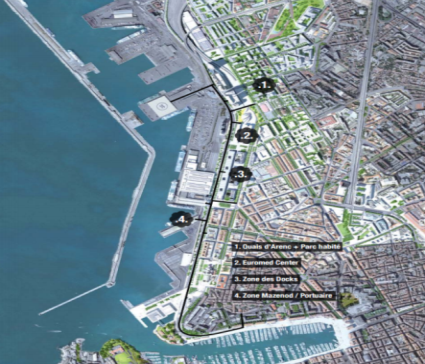 .1.
.2.
.3.
.4.
1. Quais d'Arenc + Parc habité
2. Euromed Center
3. Zone des Docks
4. Zone Mazenod / Portuaire